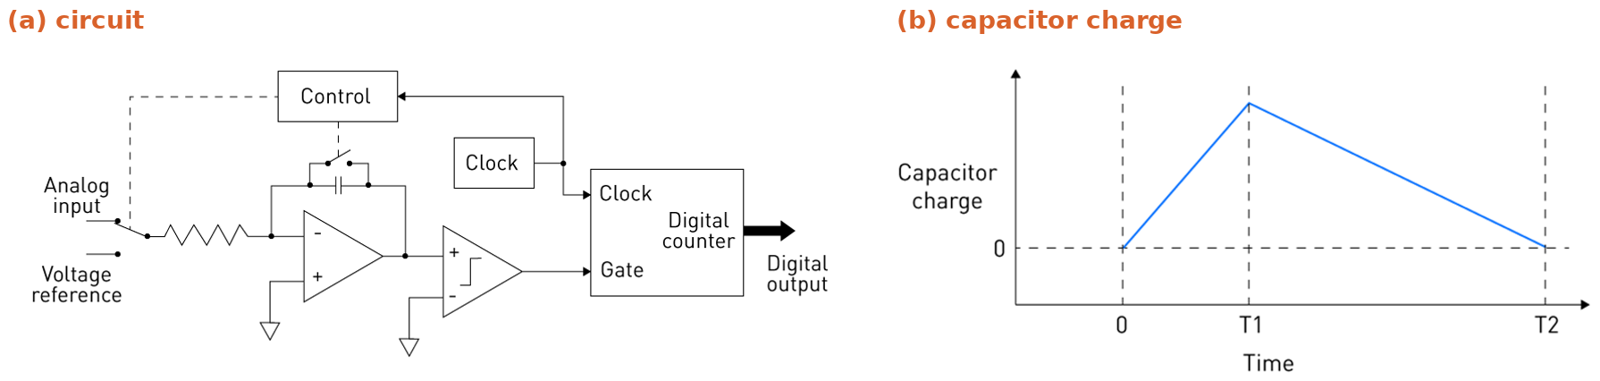 (a) circuit
Control
Clock
Analog
input
Clock
Digital
counter
-
+
+
-
Gate
Voltage
reference
Digital
output
(b) capacitor charge
Capacitor
charge
0
0
T1
T2
Time